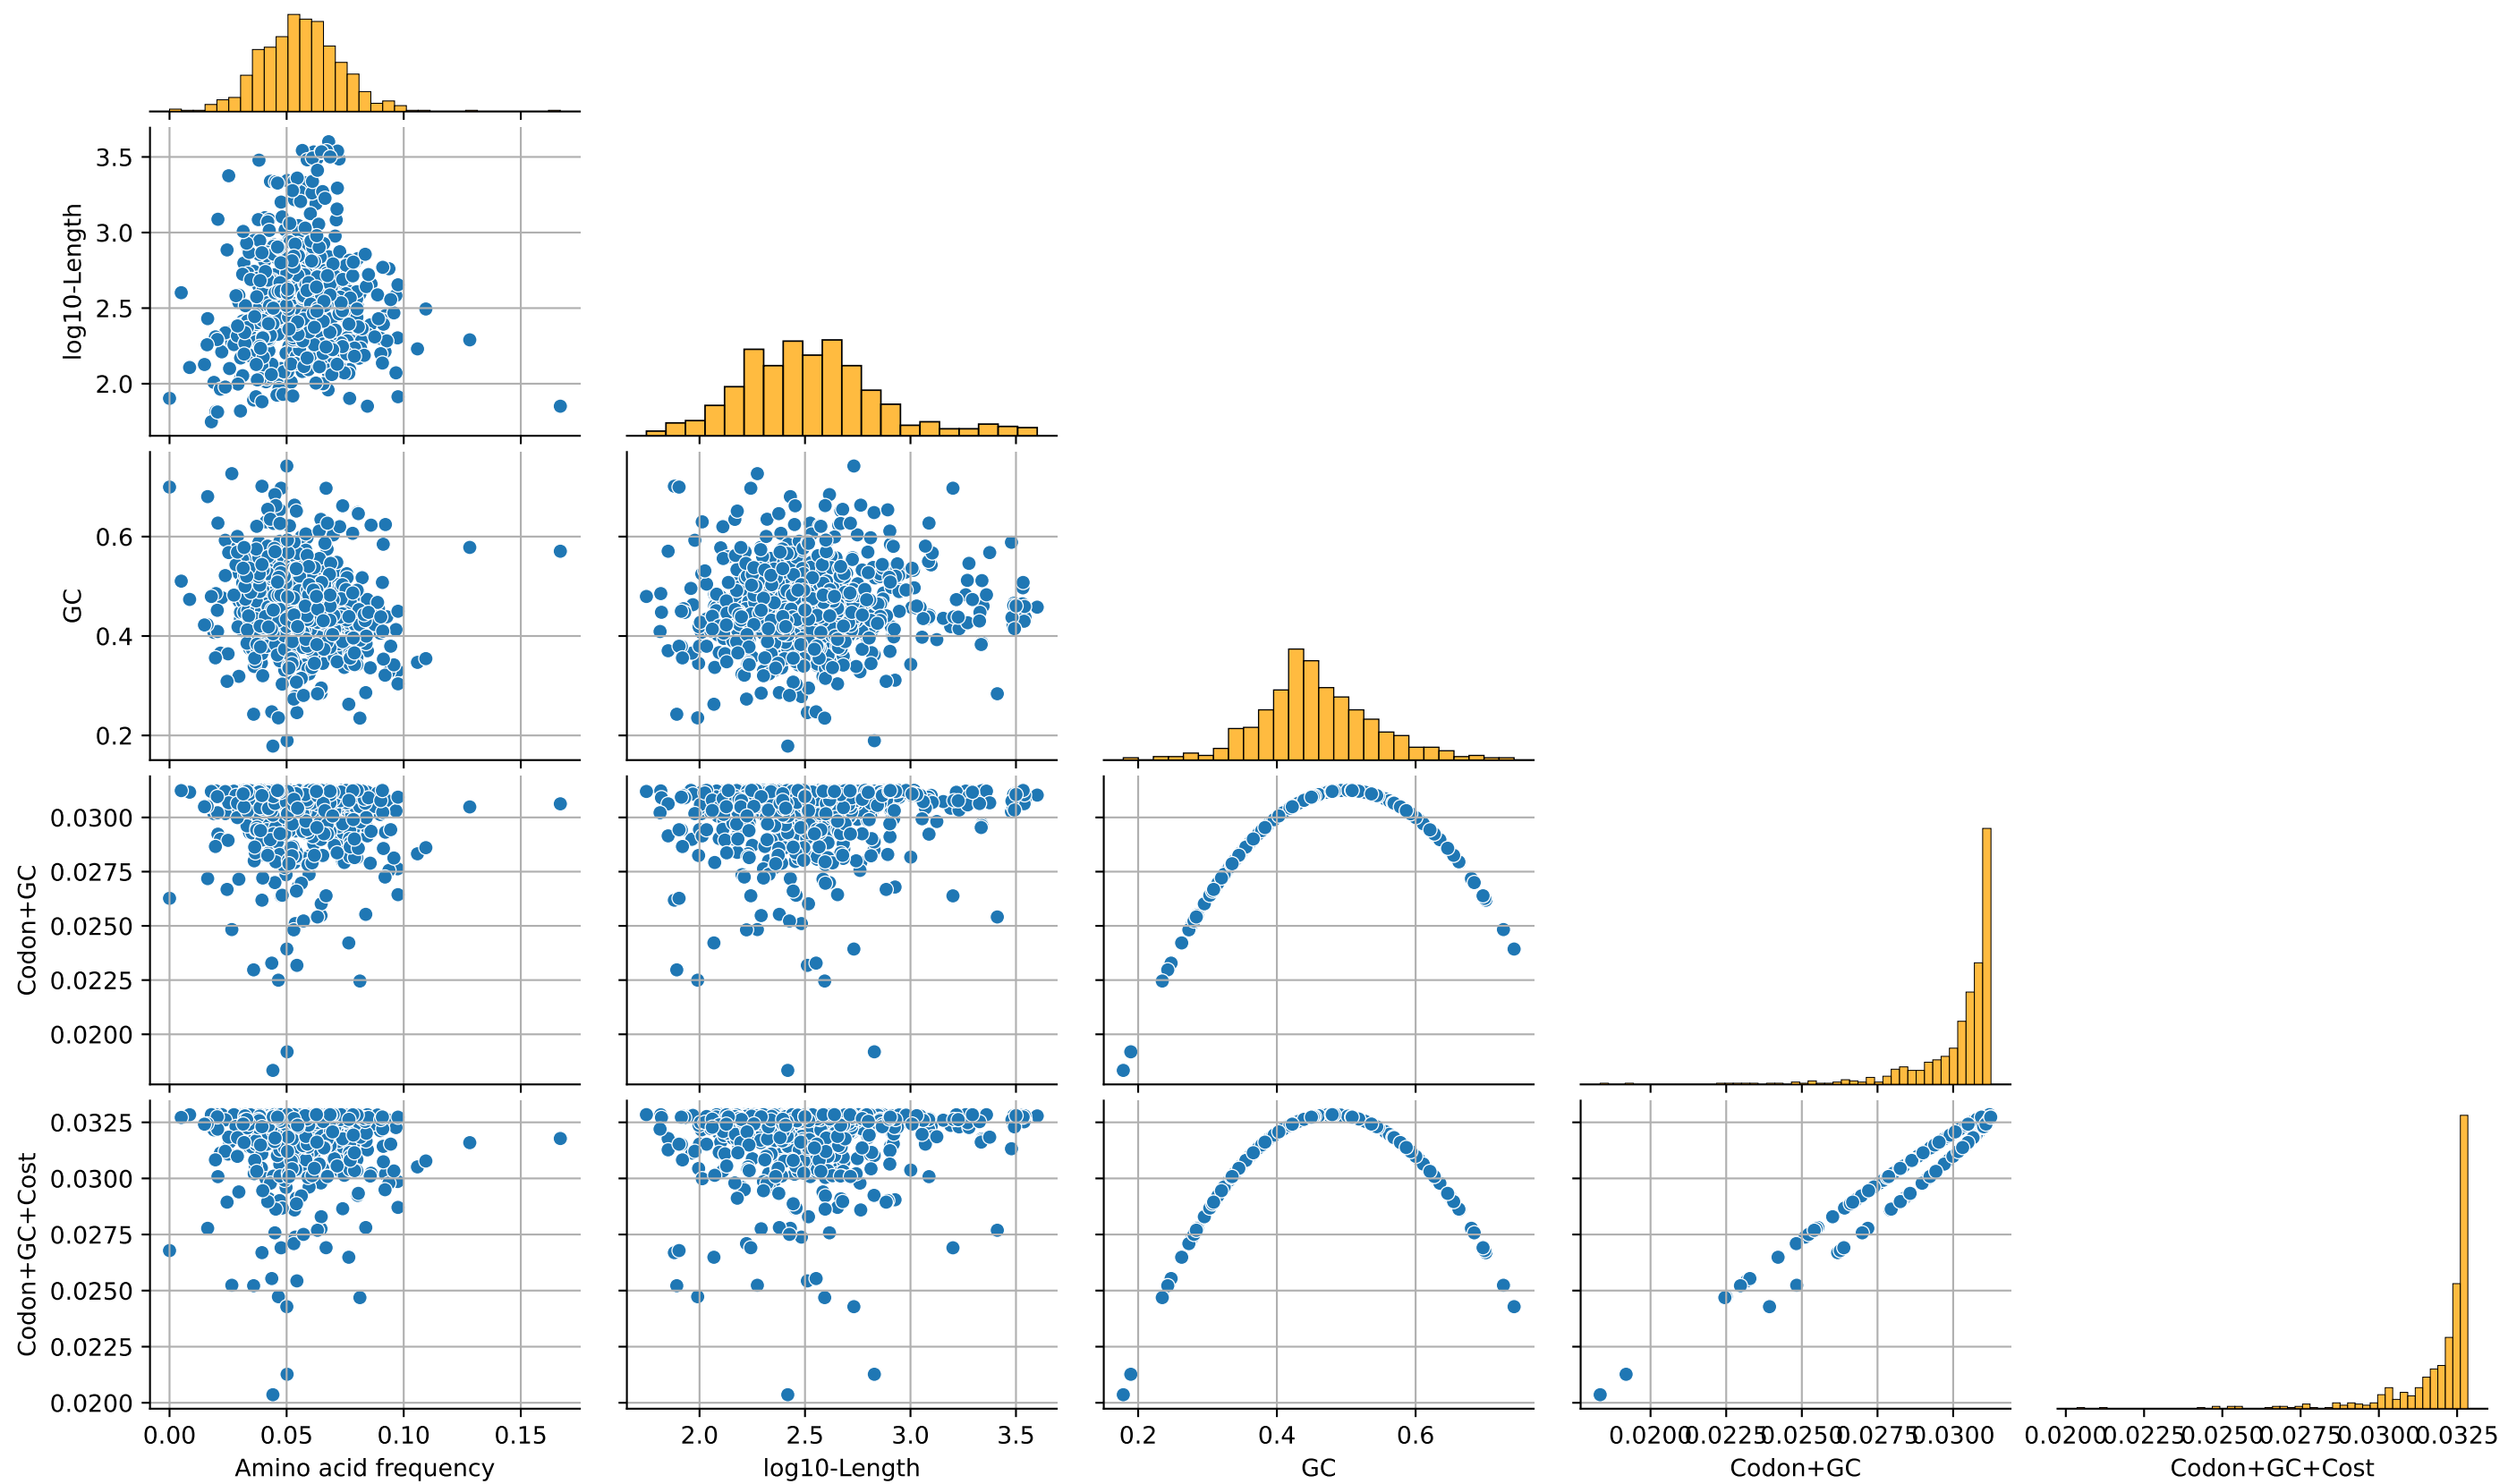 3.5
3.0
2.5
2.0
log10-Length
0.6
0.4
0.2
GC
0.0300
0.0275
0.0250
0.0225
0.0200
Codon+GC
0.0325
0.0300
0.0275
0.0250
0.0225
0.0200
Codon+GC+Cost
0.00 0.05 0.10 0.15
Amino acid frequency
2.0 2.5 3.0 3.5
log10-Length
0.2 0.4 0.6
GC
0.0200 0.0225 0.0250 0.0275 0.0300
Codon+GC
0.0200 0.0225 0.0250 0.0275 0.0300 0.0325
Codon+GC+Cost